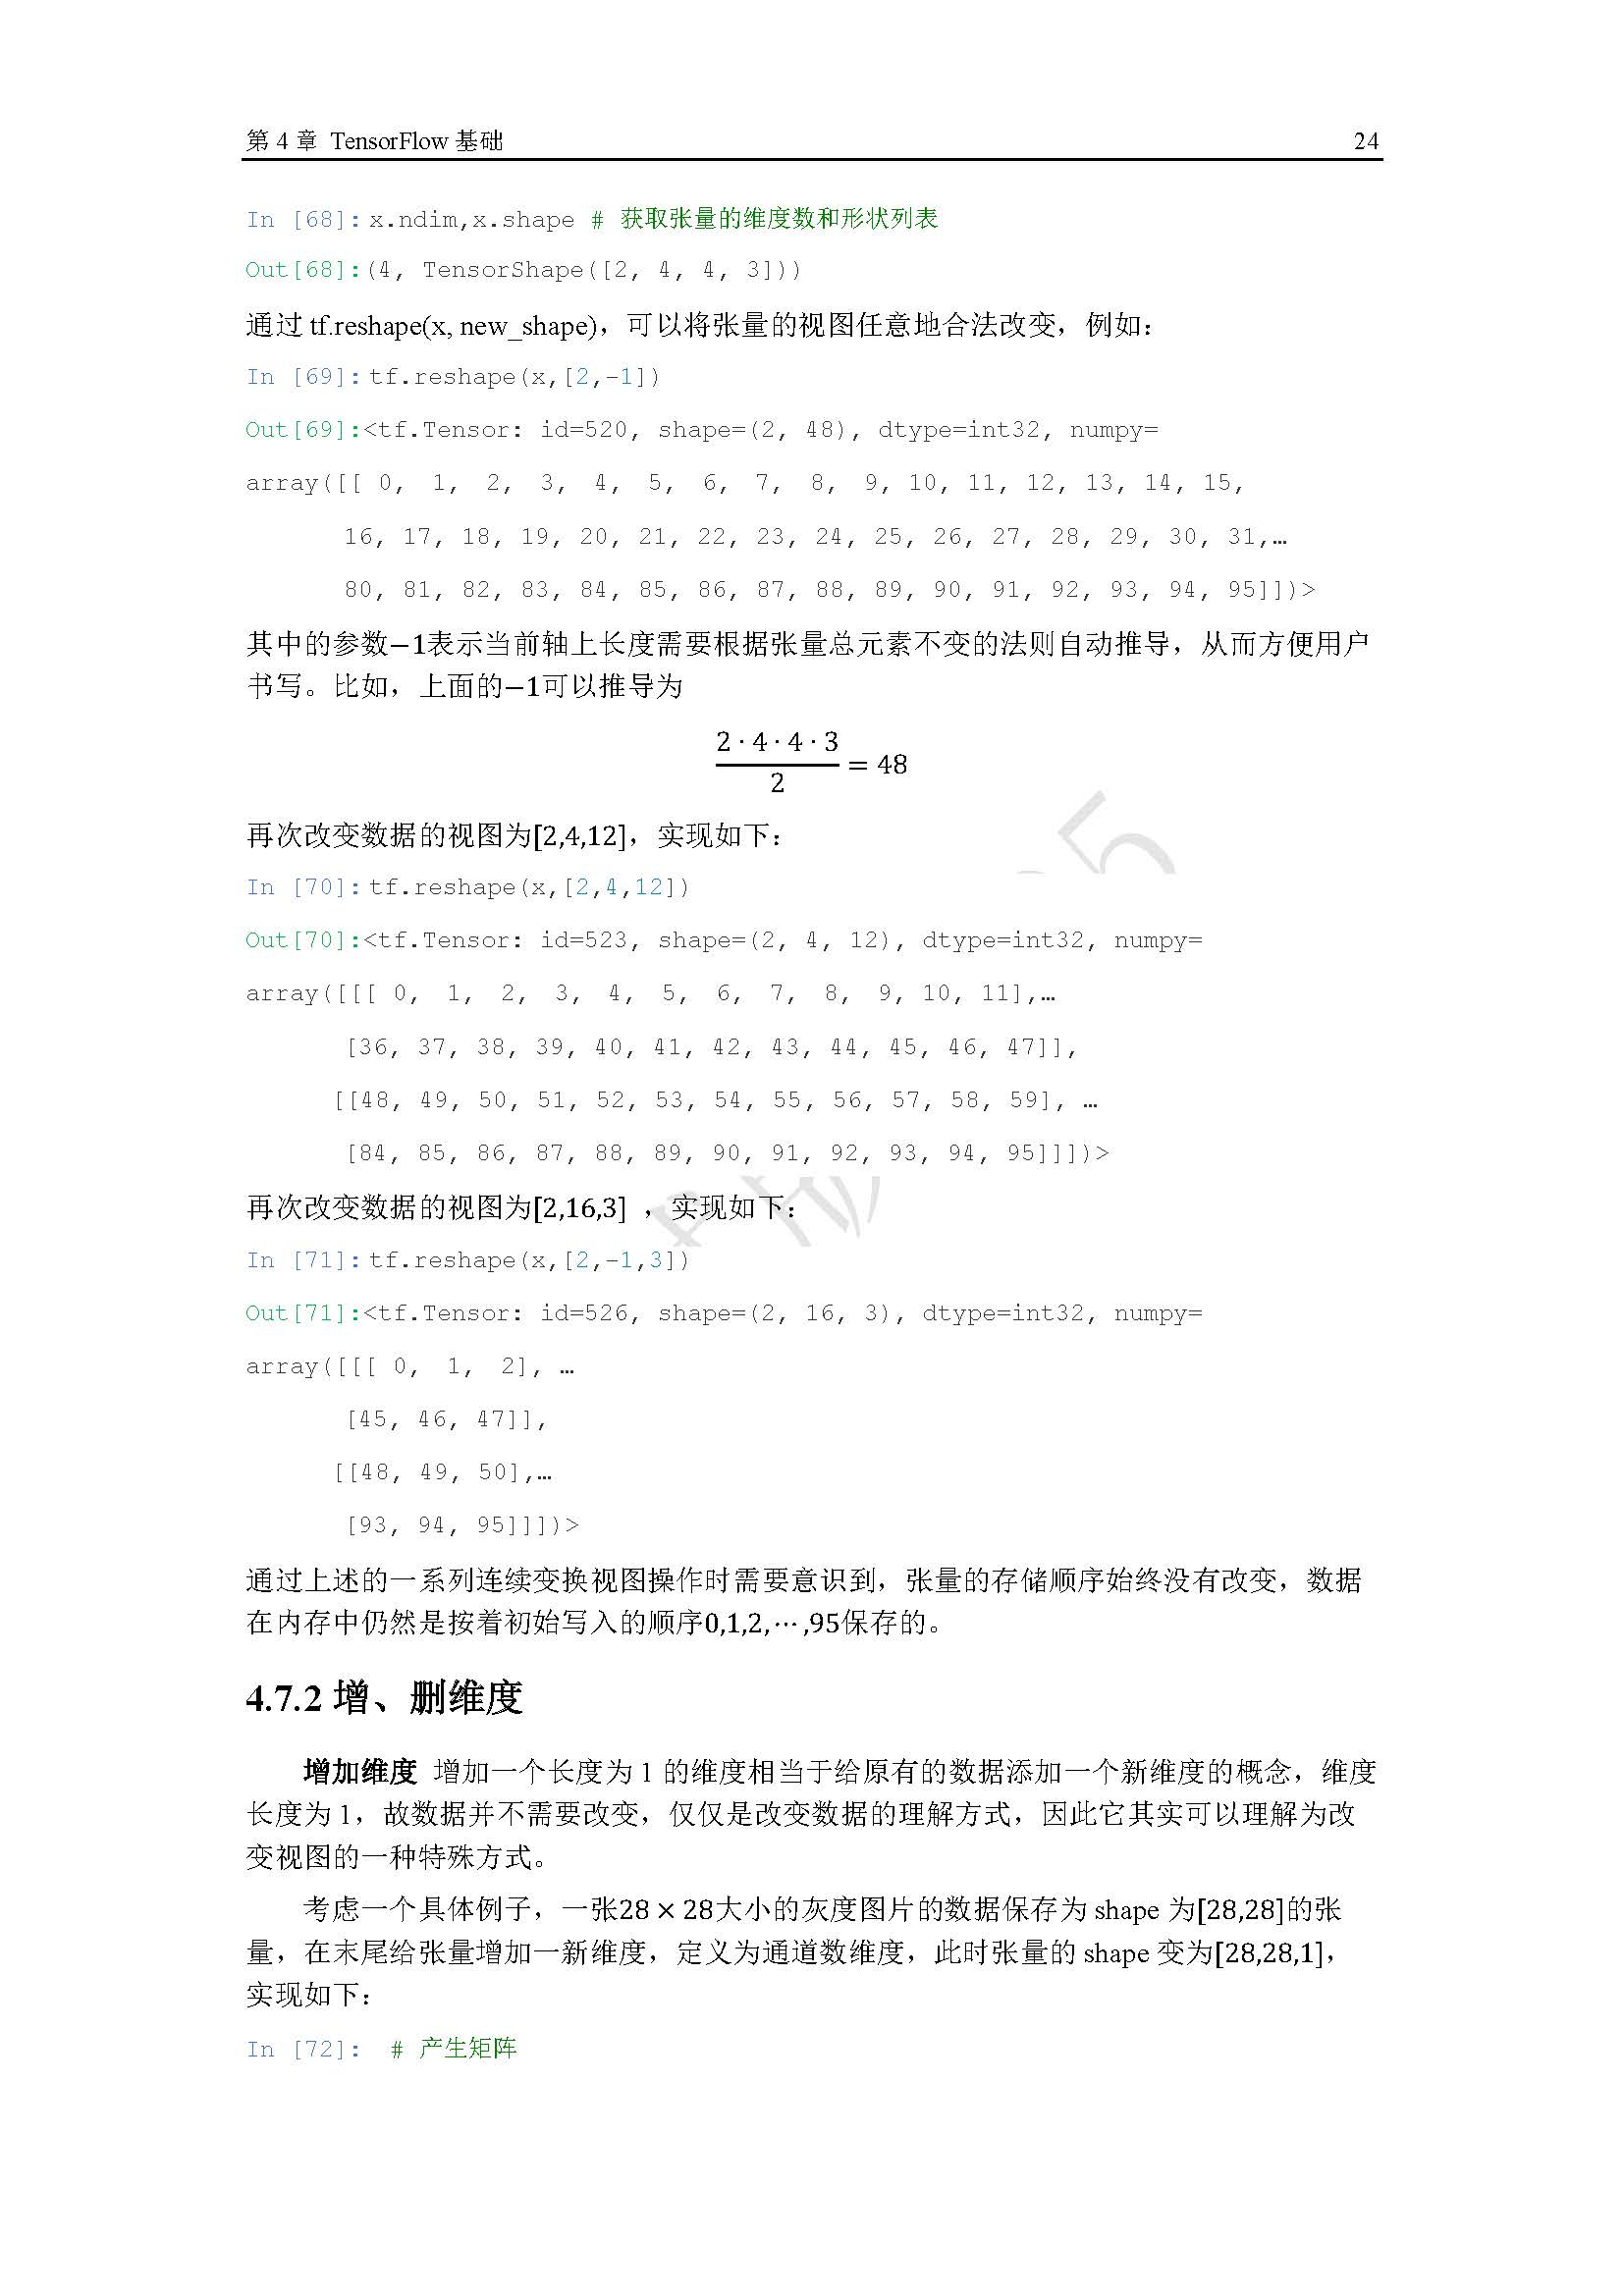 第 4 章 TensorFlow 基础 24
In [68]: x.ndim,x.shape # 获取张量的维度数和形状列表
Out[68]:(4, TensorShape([2, 4, 4, 3]))
通过 tf.reshape(x, new_shape)，可以将张量的视图任意地合法改变，例如：
In [69]: tf.reshape(x,[2,-1])
Out[69]:<tf.Tensor: id=520, shape=(2, 48), dtype=int32, numpy=
array([[ 0, 1, 2, 3, 4, 5, 6, 7, 8, 9, 10, 11, 12, 13, 14, 15,
16, 17, 18, 19, 20, 21, 22, 23, 24, 25, 26, 27, 28, 29, 30, 31,…
80, 81, 82, 83, 84, 85, 86, 87, 88, 89, 90, 91, 92, 93, 94, 95]])>
其中的参数−1表示当前轴上长度需要根据张量总元素不变的法则自动推导，从而方便用户
书写。比如，上面的−1可以推导为
2 · 4 · 4 · 3
= 48
2
再次改变数据的视图为[2,4,12]，实现如下：
In [70]: tf.reshape(x,[2,4,12])
Out[70]:<tf.Tensor: id=523, shape=(2, 4, 12), dtype=int32, numpy=
array([[[ 0, 1, 2, 3, 4, 5, 6, 7, 8, 9, 10, 11],…
[36, 37, 38, 39, 40, 41, 42, 43, 44, 45, 46, 47]],
[[48, 49, 50, 51, 52, 53, 54, 55, 56, 57, 58, 59], …
[84, 85, 86, 87, 88, 89, 90, 91, 92, 93, 94, 95]]])>
再次改变数据的视图为[2,16,3] ，实现如下：
In [71]: tf.reshape(x,[2,-1,3])
Out[71]:<tf.Tensor: id=526, shape=(2, 16, 3), dtype=int32, numpy=
array([[[ 0, 1, 2], …
[45, 46, 47]],
[[48, 49, 50],…
[93, 94, 95]]])>
通过上述的一系列连续变换视图操作时需要意识到，张量的存储顺序始终没有改变，数据
在内存中仍然是按着初始写入的顺序0,1,2,⋯ ,95保存的。
4.7.2 增、删维度
增加维度 增加一个长度为 1 的维度相当于给原有的数据添加一个新维度的概念，维度
长度为 1，故数据并不需要改变，仅仅是改变数据的理解方式，因此它其实可以理解为改
变视图的一种特殊方式。
考虑一个具体例子，一张28 × 28大小的灰度图片的数据保存为 shape 为[28,28]的张
量，在末尾给张量增加一新维度，定义为通道数维度，此时张量的 shape 变为[28,28,1]，
实现如下：
In [72]: # 产生矩阵